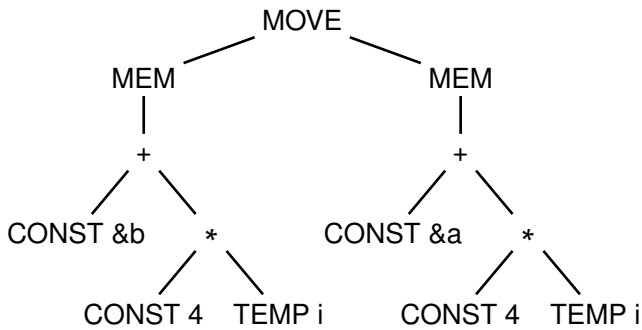 MOVE
MEM MEM
+ +
CONST &b * CONST &a *
CONST 4 TEMP i CONST 4 TEMP i